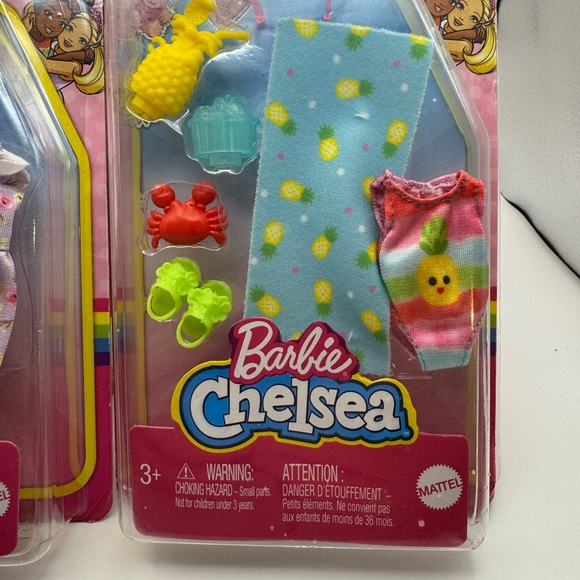 Barbie
Chelsea
3+
WARNING:
CHOKING HAZARD – Small parts.
Not for children under 3 years.
ATTENTION :
DANGER D'ÉTOUFFEMENT –
Petits éléments. Ne convient pas
aux enfants de moins de 36 mois.
MATTEL